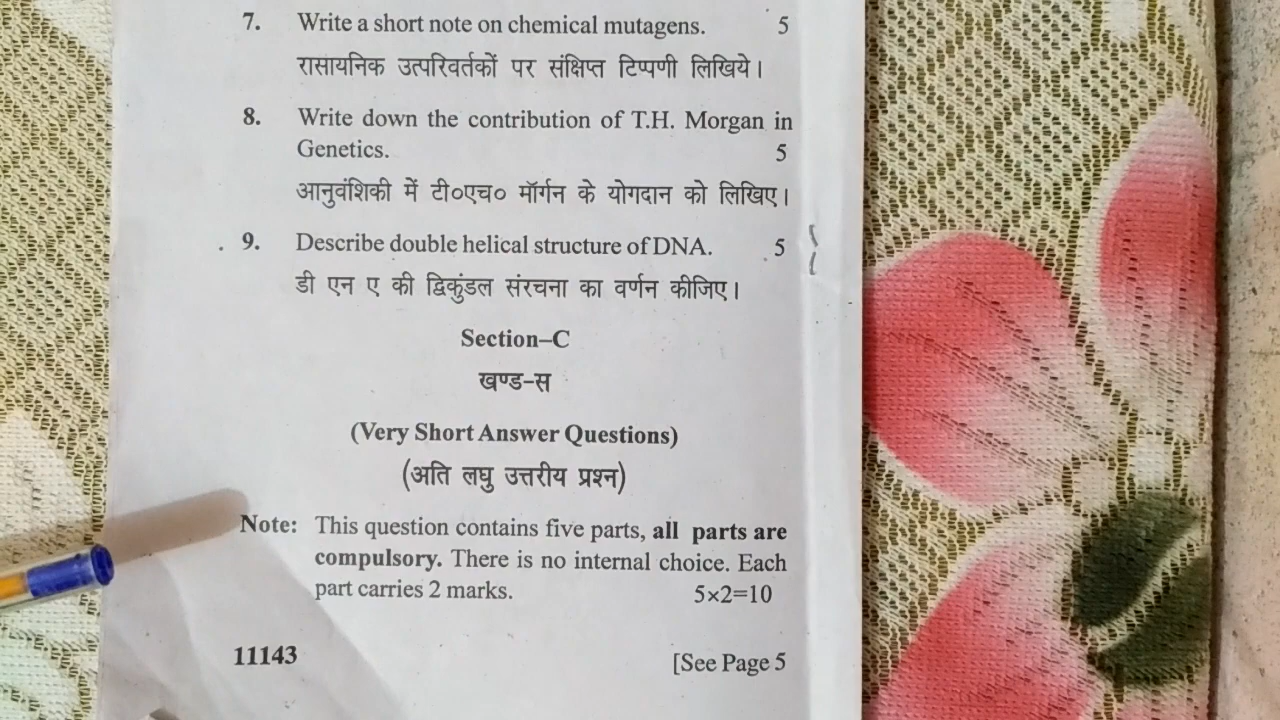 7. Write a short note on chemical mutagens. 5
रासायनिक उत्परिवर्तकों पर संक्षिप्त टिप्पणी लिखिये।
8. Write down the contribution of T.H. Morgan in
Genetics. 5
आनुवंशिकी में टी०एच० मॉर्गन के योगदान को लिखिए।
9. Describe double helical structure of DNA. 5
डी एन ए की द्विकुंडल संरचना का वर्णन कीजिए।
Section–C
खण्ड-स
(Very Short Answer Questions)
(अति लघु उत्तरीय प्रश्न)
Note: This question contains five parts, all parts are
compulsory. There is no internal choice. Each
part carries 2 marks. 5×2=10
11143 [See Page 5